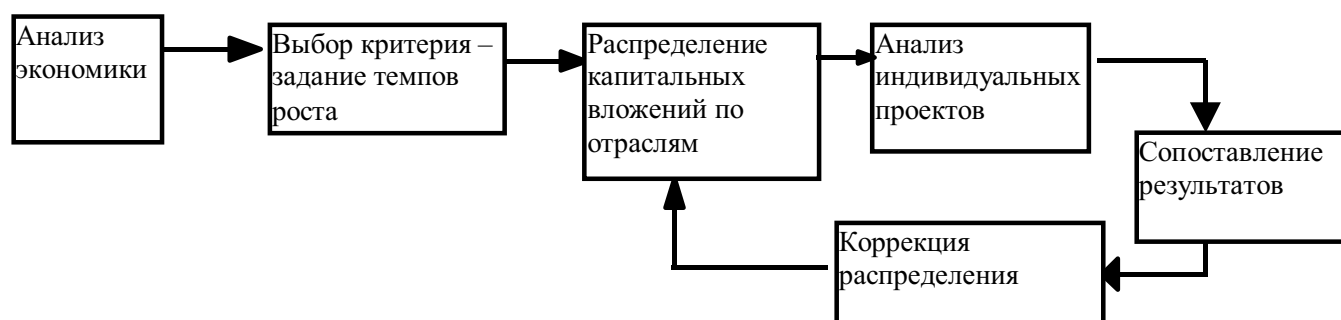 Анализ
экономики
Выбор критерия –
задание темпов
роста
Распределение
капитальных
вложений по
отраслям
Анализ
индивидуальных
проектов
Сопоставление
результатов
Коррекция
распределения